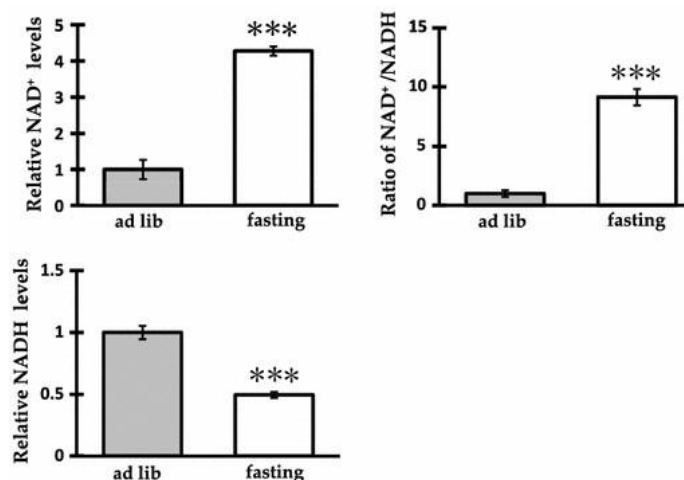 Relative NAD⁺ levels
5
4
3
2
1
0
***
ad lib
fasting
Ratio of NAD⁺/NADH
15
10
5
0
***
ad lib
fasting
Relative NADH levels
1.5
1
0.5
0
***
ad lib
fasting